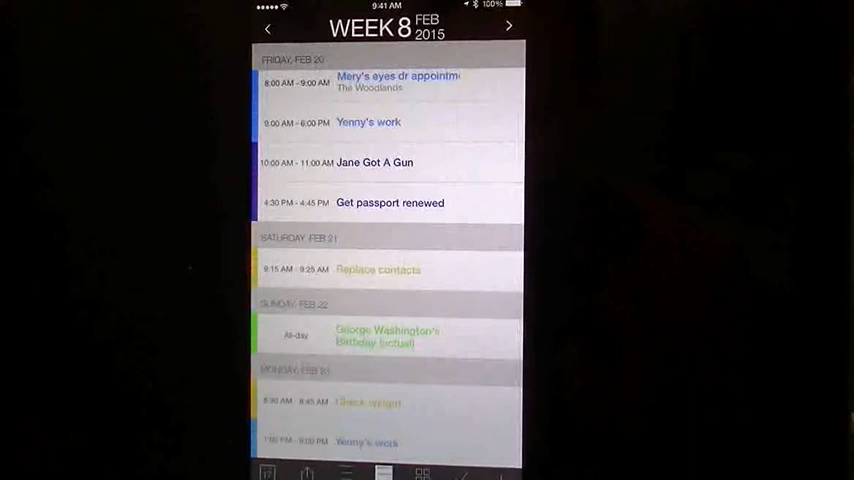 9:41 AM
100%
WEEK 8 FEB
2015
FRIDAY, FEB 20
8:00 AM - 9:00 AM Mery's eyes dr appointm
The Woodlands
9:00 AM - 6:00 PM Yenny's work
10:00 AM - 11:00 AM Jane Got A Gun
4:30 PM - 4:45 PM Get passport renewed
SATURDAY, FEB 21
9:15 AM - 9:25 AM Replace contacts
SUNDAY, FEB 22
All-day George Washington's
Birthday (actual)
MONDAY, FEB 23
8:30 AM - 8:45 AM Check weight
1:00 PM - 9:00 PM Yenny's work